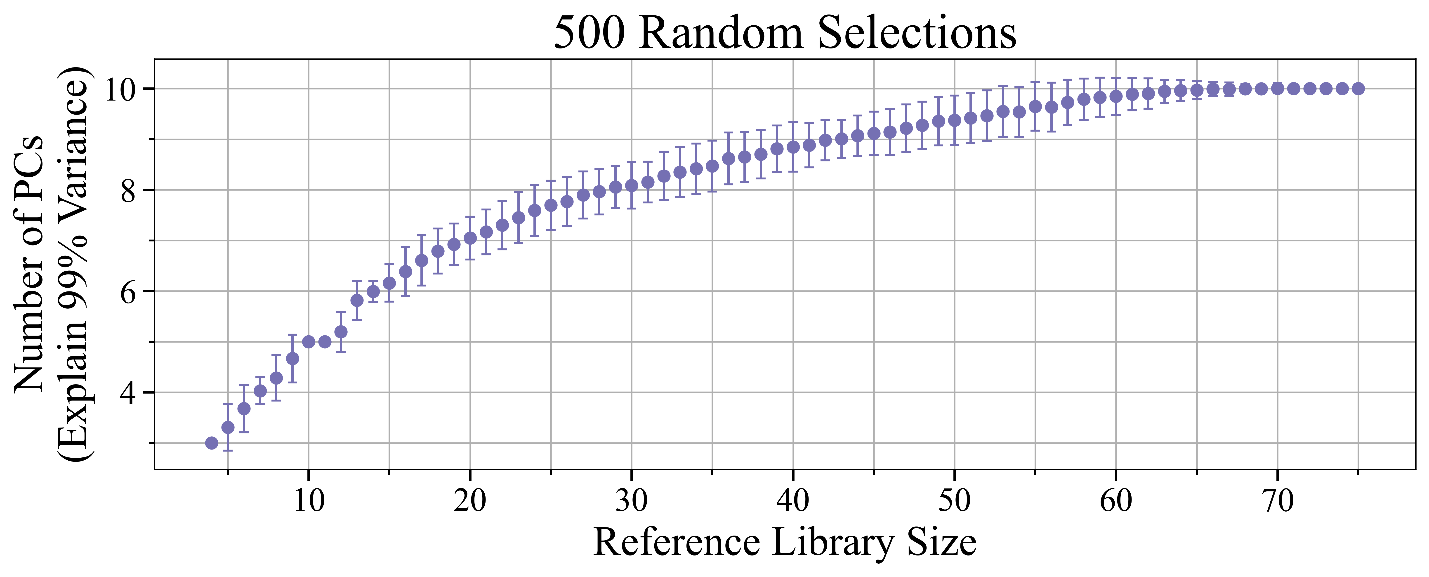 500 Random Selections
Number of PCs
(Explain 99% Variance)
10
8
6
4
10 20 30 40 50 60 70
Reference Library Size